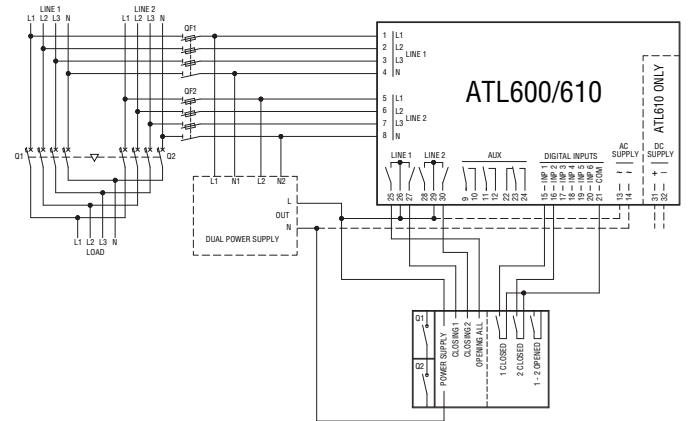 LINE 1 LINE 2
L1 L2 L3 N L1 L2 L3 N
QF1
1 L1
2 L2
LINE 1
3 L3
4 N
QF2
5 L1
6 L2
LINE 2
7 L3
8 N
ATL600/610
ATL610 ONLY
Q1 Q2
LINE 1 LINE 2 AUX DIGITAL INPUTS AC SUPPLY DC SUPPLY
INP 1 INP 2 INP 3 INP 4 INP 5 INP 6 COM ~ ~ + –
25 26 27 28 29 30 9 10 11 12 22 23 24 15 16 17 18 19 20 21 13 14 31 32
L1 N1 L2 N2
L
OUT
N
DUAL POWER SUPPLY
L1 L2 L3 N
LOAD
Q1
Q2
POWER SUPPLY
CLOSING 1
CLOSING 2
OPENING ALL
1 CLOSED
2 CLOSED
1 - 2 OPENED